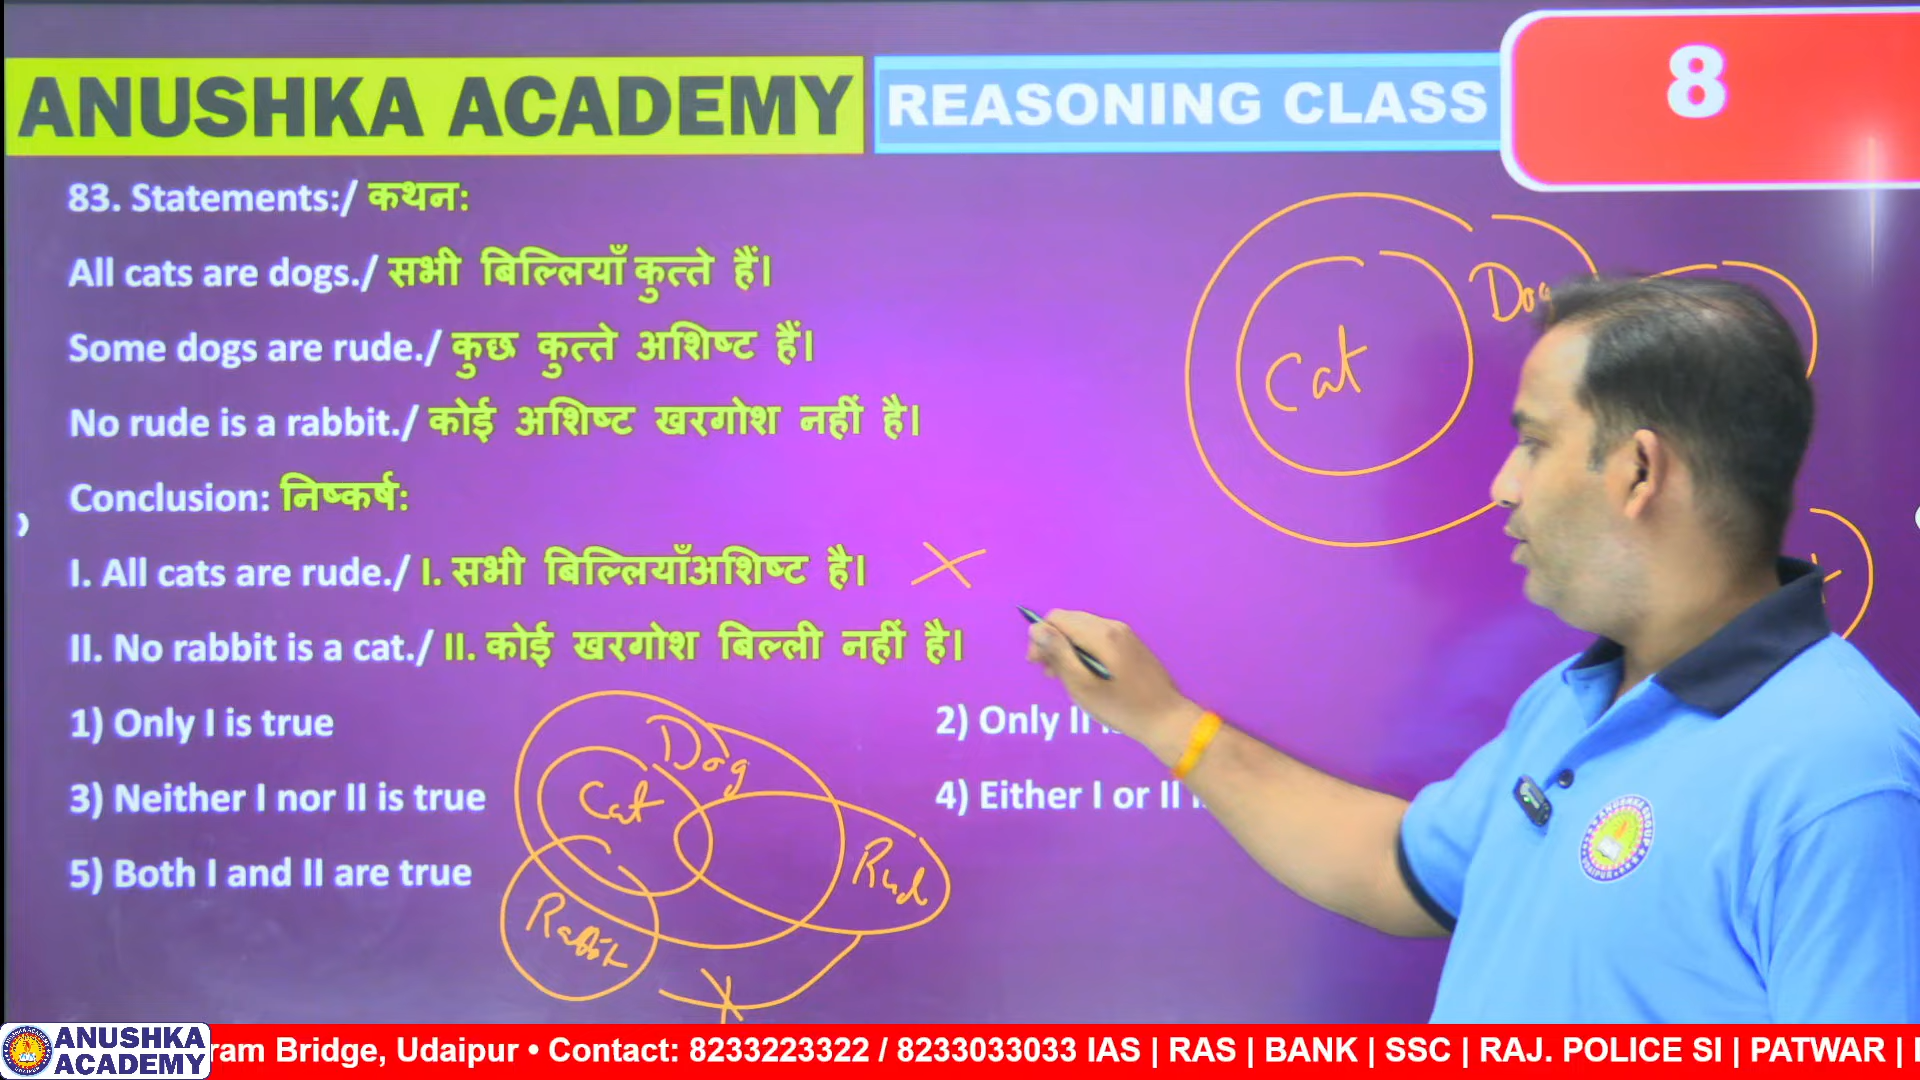 ANUSHKA ACADEMY
REASONING CLASS
8
83. Statements:/ कथन:
All cats are dogs./ सभी बिल्लियाँ कुत्ते हैं।
Some dogs are rude./ कुछ कुत्ते अशिष्ट हैं।
No rude is a rabbit./ कोई अशिष्ट खरगोश नहीं है।
Conclusion: निष्कर्ष:
I. All cats are rude./ I. सभी बिल्लियाँअशिष्ट है।
II. No rabbit is a cat./ II. कोई खरगोश बिल्ली नहीं है।
1) Only I is true
2) Only II
3) Neither I nor II is true
4) Either I or II
5) Both I and II are true
Cat
Dog
Dog
Cat
Rud
ANUSHKA GROUP
UDAIPUR
ANUSHKA
ACADEMY
ram Bridge, Udaipur • Contact: 8233223322 / 8233033033 IAS | RAS | BANK | SSC | RAJ. POLICE SI | PATWAR |